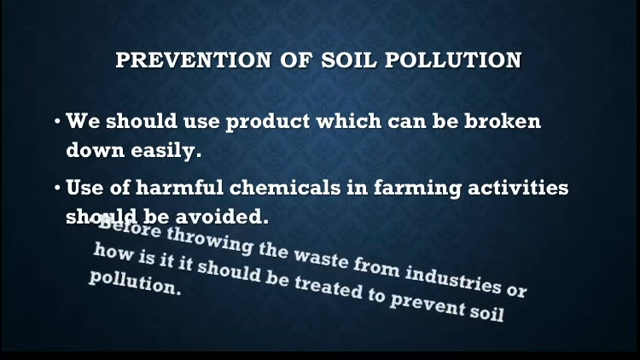 PREVENTION OF SOIL POLLUTION
• We should use product which can be broken
down easily.
• Use of harmful chemicals in farming activities
should be avoided.
• Before throwing the waste from industries or
how is it it should be treated to prevent soil
pollution.